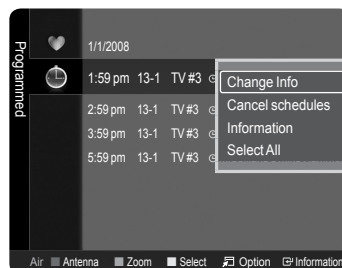 Programmed
1/1/2008
1:59 pm 13-1 TV #3
Change Info
Cancel schedules
Information
Select All
2:59 pm 13-1 TV #3
3:59 pm 13-1 TV #3
5:59 pm 13-1 TV #3
Air Antenna Zoom Select Option Information